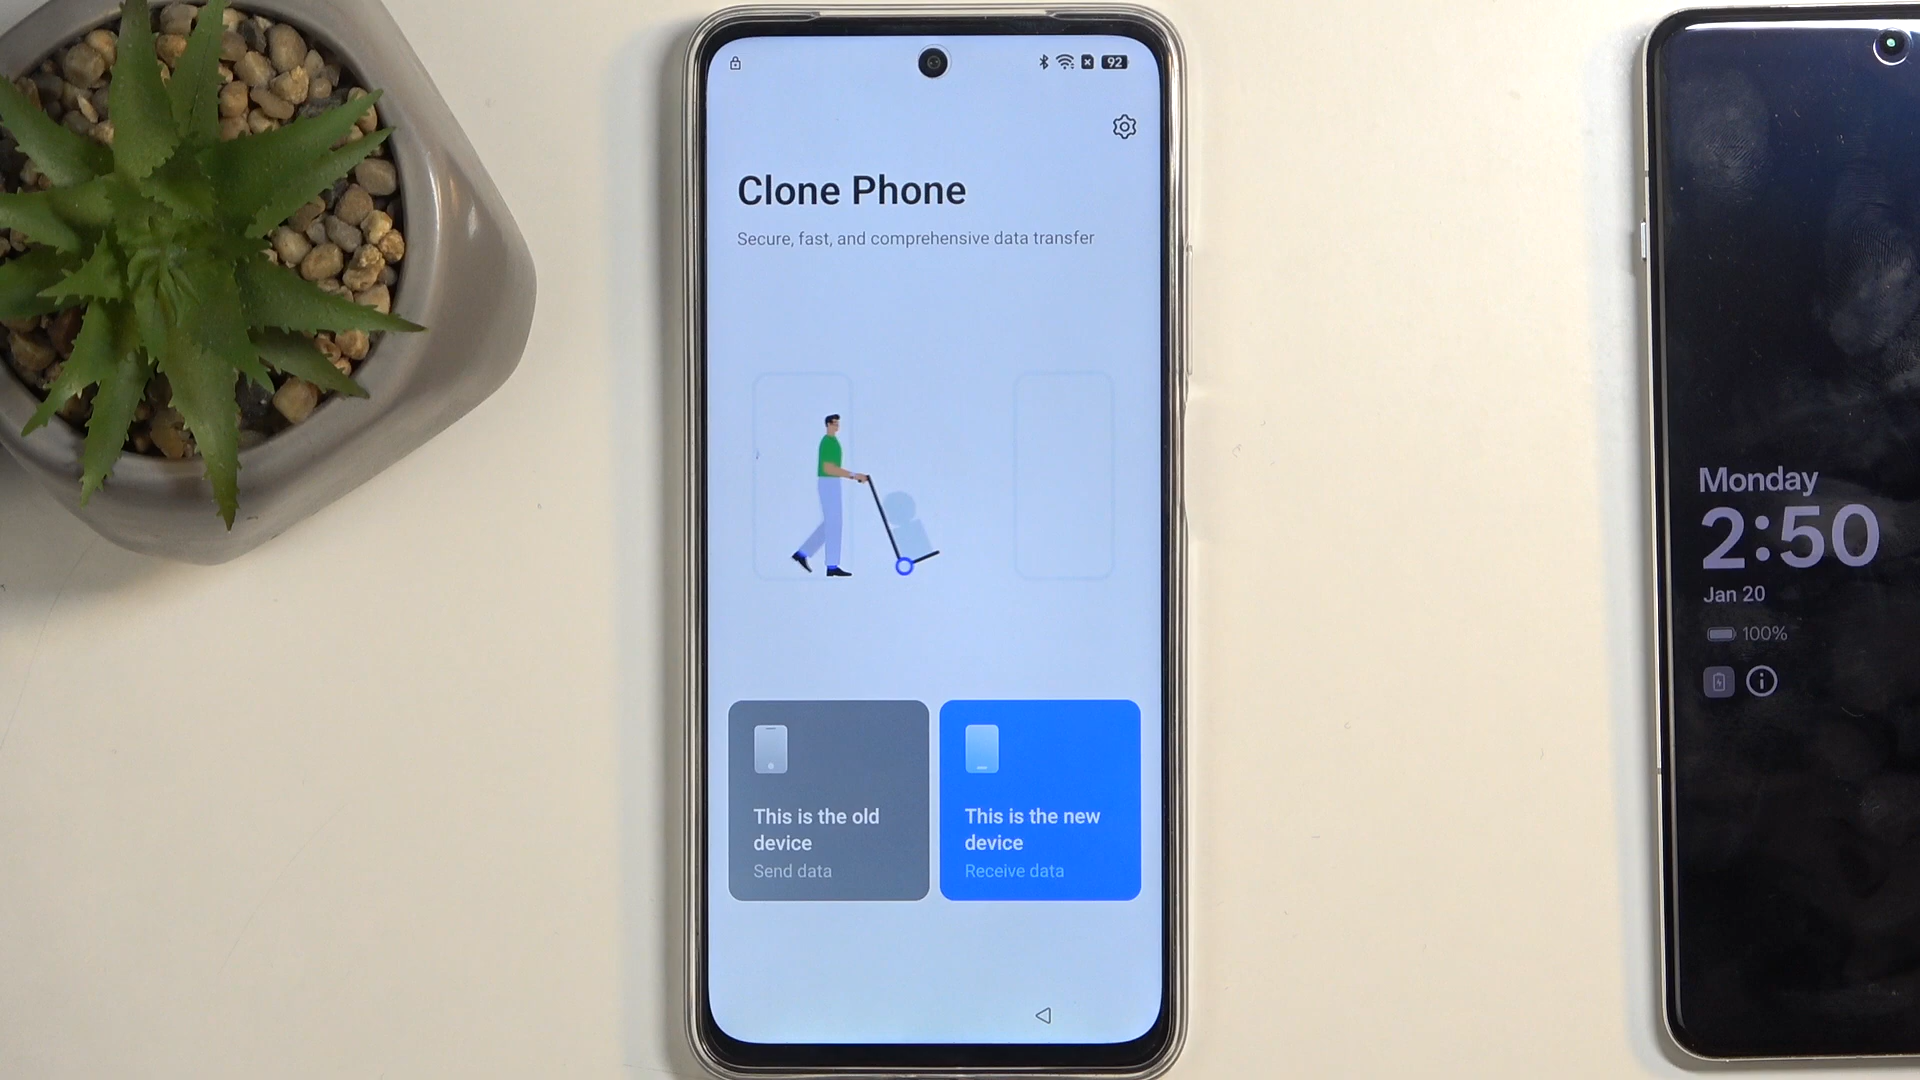 92
Clone Phone
Secure, fast, and comprehensive data transfer
This is the old
device
Send data
This is the new
device
Receive data
Monday
2:50
Jan 20
100%